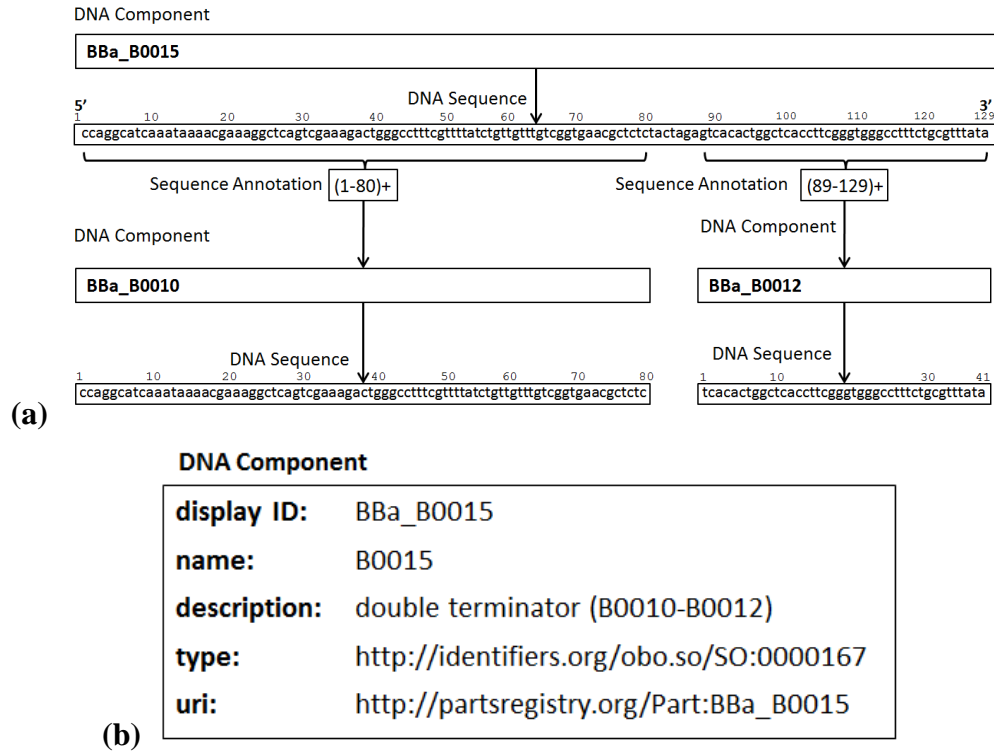 DNA Component
BBa_B0015
DNA Sequence
5’ 3’
1 10 20 30 40 50 60 70 80 90 100 110 120 129
ccaggcatcaaataaaacgaaaggctcagtcgaaagactgggcctttcgttttatctgttgtttgtcggtgaacgctctctactagagtcacactggctcaccttcgggtgggcctttctgcgtttata
Sequence Annotation (1-80)+ Sequence Annotation (89-129)+
DNA Component DNA Component
BBa_B0010 BBa_B0012
DNA Sequence DNA Sequence
1 10 20 30 40 50 60 70 80 1 10 30 41
ccaggcatcaaataaaacgaaaggctcagtcgaaagactgggcctttcgttttatctgttgtttgtcggtgaacgctctc tcacactggctcaccttcgggtgggcctttctgcgtttata
(a)
DNA Component
display ID: BBa_B0015
name: B0015
description: double terminator (B0010-B0012)
type: http://identifiers.org/obo.so/SO:0000167
uri: http://partsregistry.org/Part:BBa_B0015
(b)